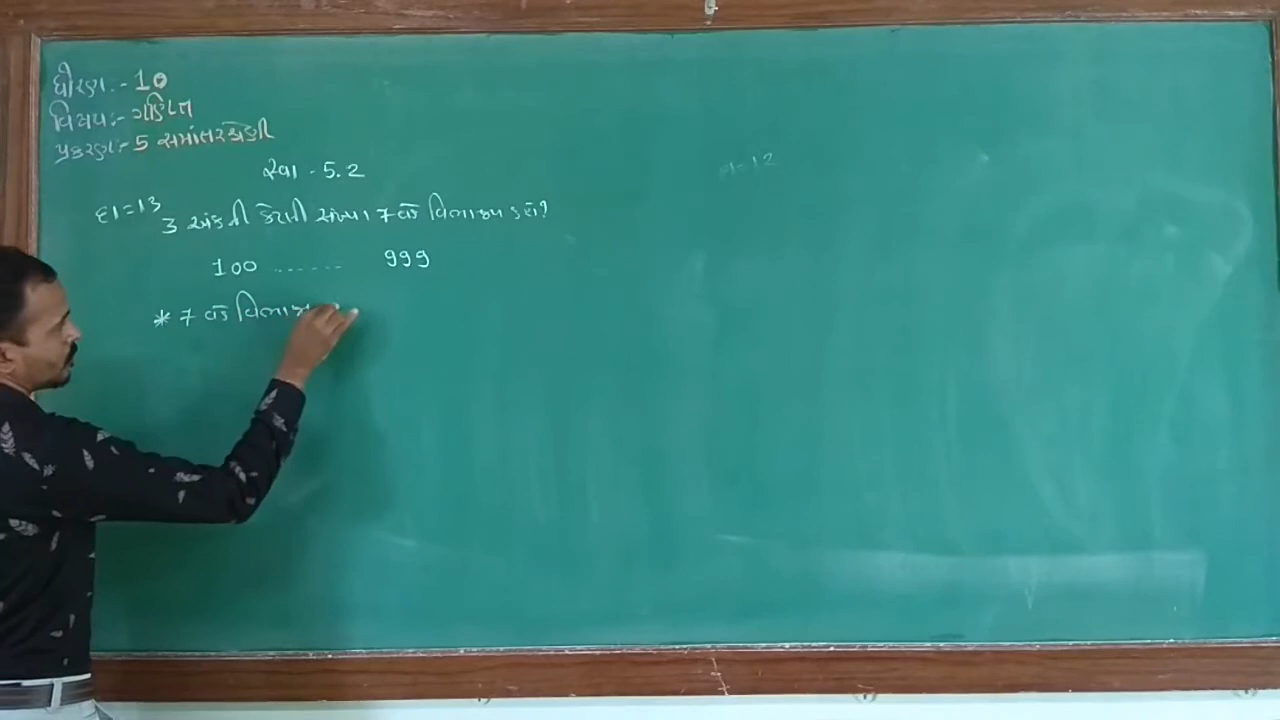 ધોરણ:- 10
વિષય:- ગણિત
પ્રકરણ:- 5 સમાંતર શ્રેણી
સ્વા - 5.2
દા=13
3 અંકની કેટલી સંખ્યા 7 વડે વિભાજ્ય હશે?
100 ...... 999
* 7 વડે વિભાજ